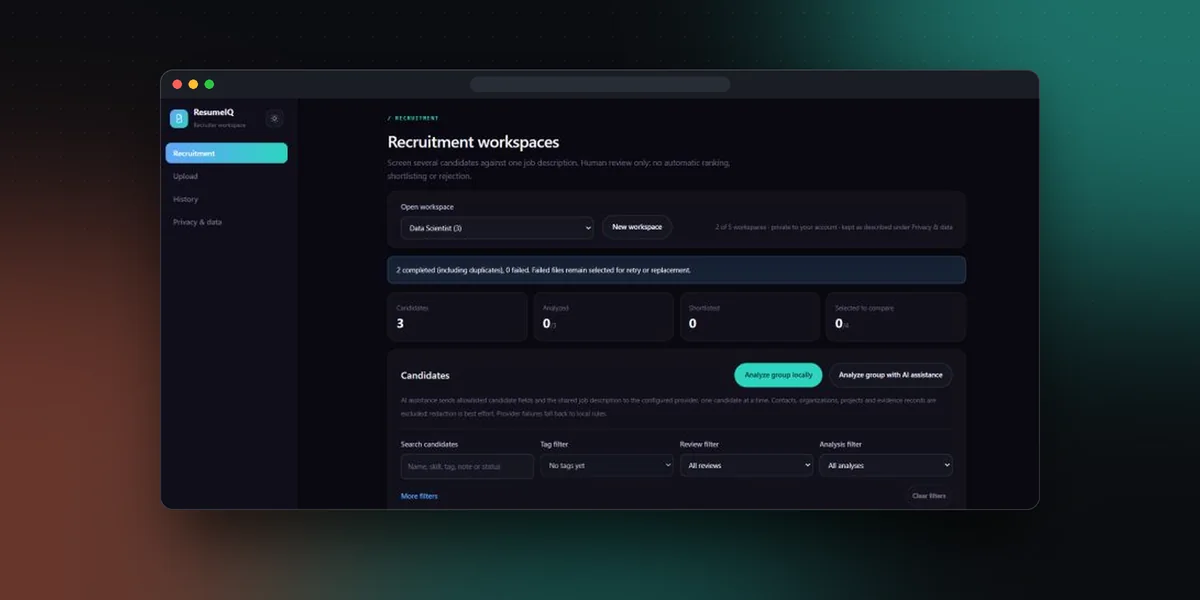 ResumeIQ
Recruiter workspace
Recruitment
Upload
History
Privacy & data
/ RECRUITMENT
Recruitment workspaces
Screen several candidates against one job description. Human review only: no automatic ranking,
shortlisting or rejection.
Open workspace
Data Scientist (3)
New workspace
2 of 5 workspaces · private to your account · kept as described under Privacy & data
2 completed (including duplicates), 0 failed. Failed files remain selected for retry or replacement.
Candidates
3
Analyzed
0/3
Shortlisted
0
Selected to compare
0/4
Candidates
Analyze group locally
Analyze group with AI assistance
AI assistance sends allowlisted candidate fields and the shared job description to the configured provider, one candidate at a time. Contacts, organizations, projects and evidence records are
excluded; redaction is best effort. Provider failures fall back to local rules.
Search candidates
Tag filter
Review filter
Analysis filter
Name, skill, tag, note or status
No tags yet
All reviews
All analyses
More filters
Clear filters